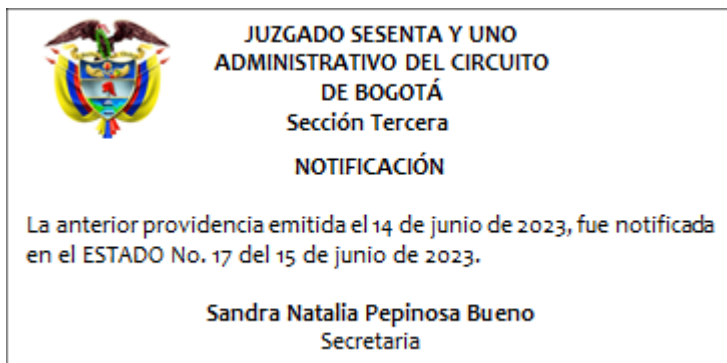 JUZGADO SESENTA Y UNO
ADMINISTRATIVO DEL CIRCUITO
DE BOGOTÁ
Sección Tercera
NOTIFICACIÓN
La anterior providencia emitida el 14 de junio de 2023, fue notificada
en el ESTADO No. 17 del 15 de junio de 2023.
Sandra Natalia Pepinosa Bueno
Secretaria